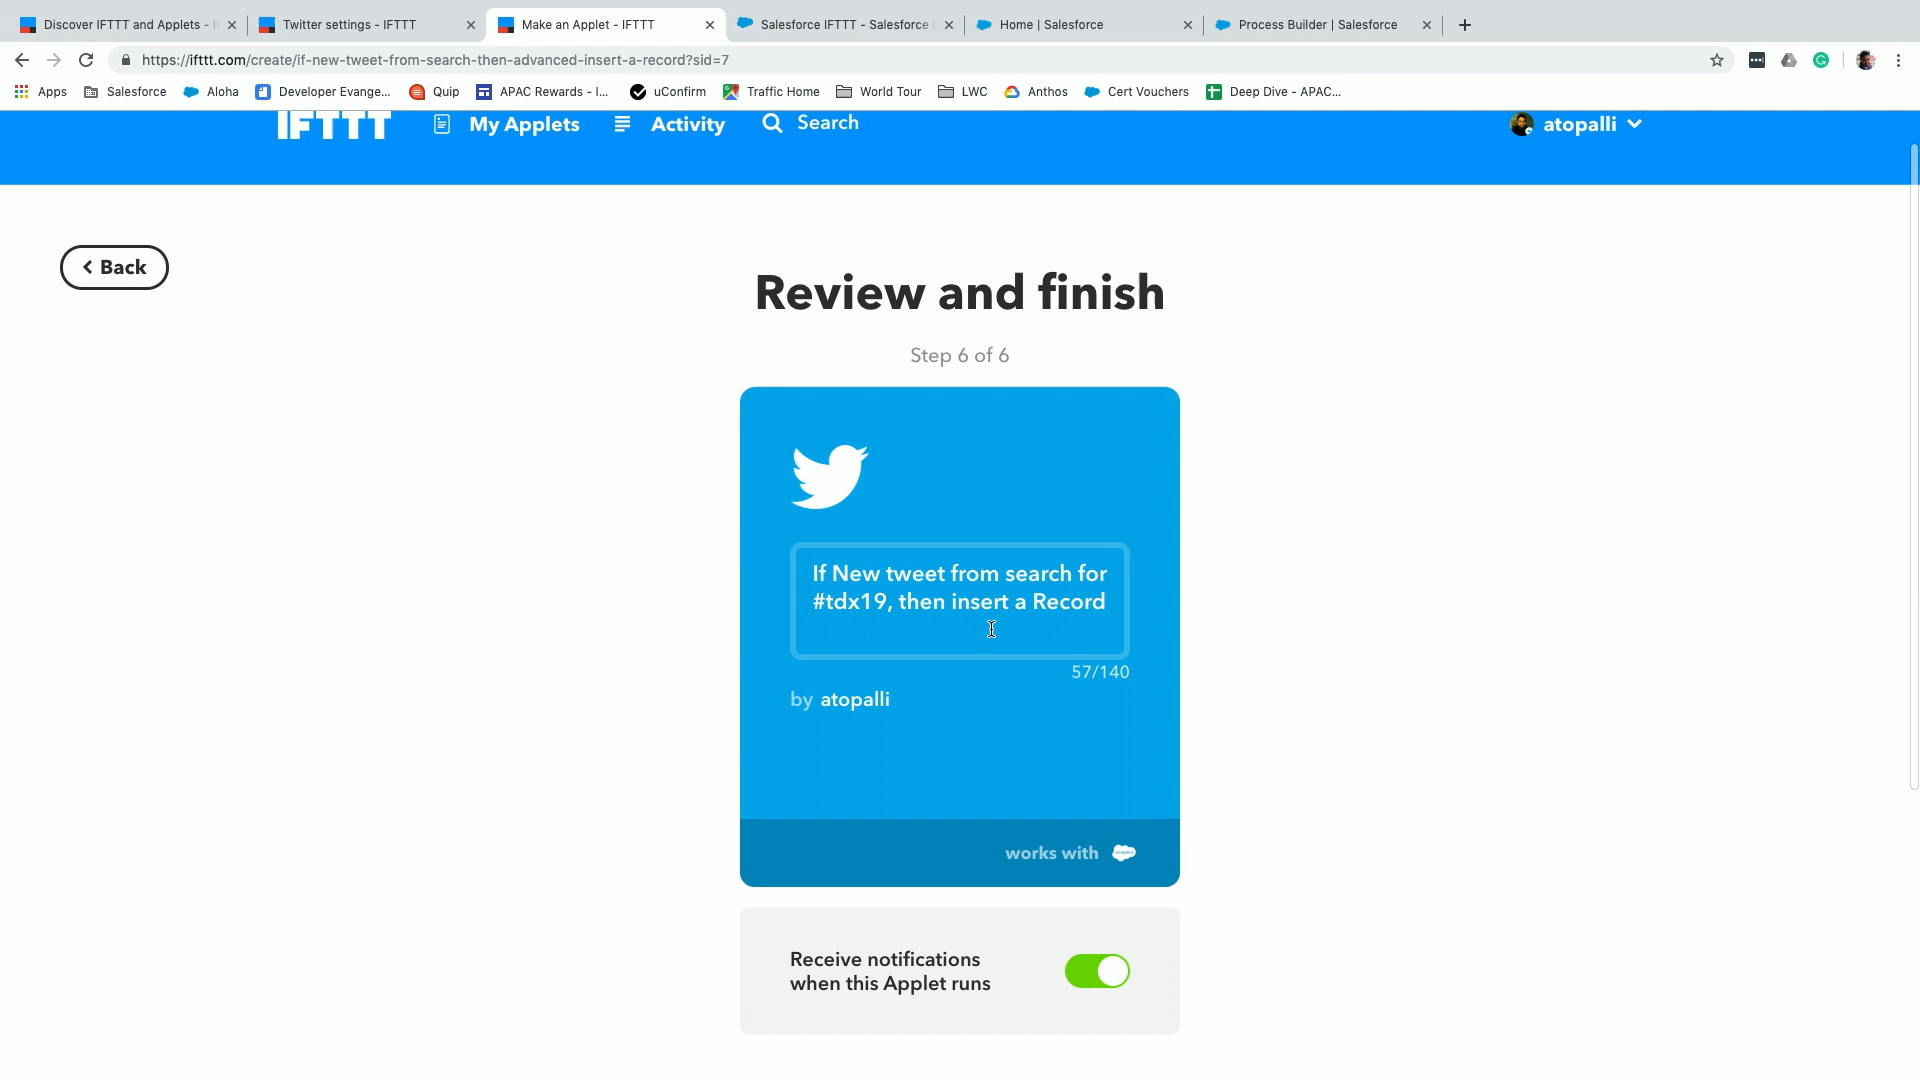 Discover IFTTT and Applets -
Twitter settings - IFTTT
Make an Applet - IFTTT
Salesforce IFTTT - Salesforce
Home | Salesforce
Process Builder | Salesforce
https://ifttt.com/create/if-new-tweet-from-search-then-advanced-insert-a-record?sid=7
Apps
Salesforce
Aloha
Developer Evange...
Quip
APAC Rewards - I...
uConfirm
Traffic Home
World Tour
LWC
Anthos
Cert Vouchers
Deep Dive - APAC...
IFTTT
My Applets
Activity
Search
atopalli
Back
Review and finish
Step 6 of 6
If New tweet from search for
#tdx19, then insert a Record
57/140
by atopalli
works with
Receive notifications
when this Applet runs